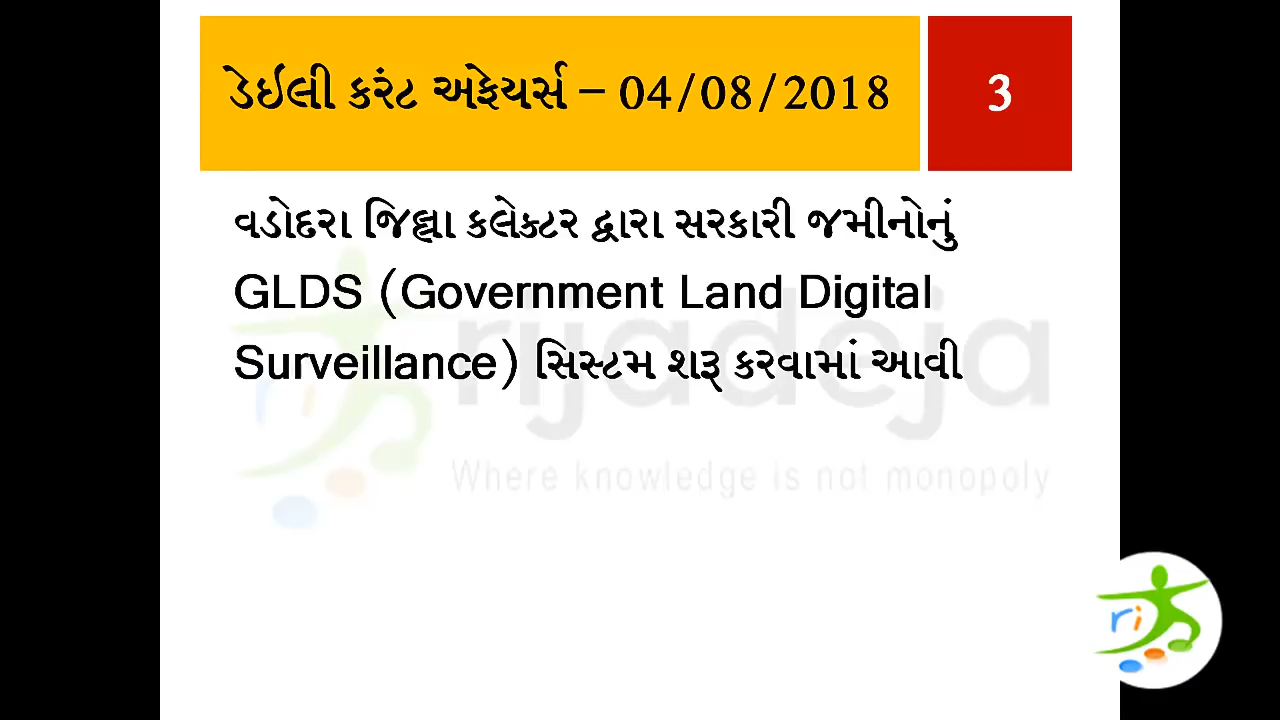 ડેઇલી કરંટ અફેયર્સ – 04/08/2018
3
વડોદરા જિલ્લા કલેક્ટર દ્વારા સરકારી જમીનોનું
GLDS (Government Land Digital
Surveillance) સિસ્ટમ શરૂ કરવામાં આવી
rijadeja
Where knowledge is not monopoly
ri